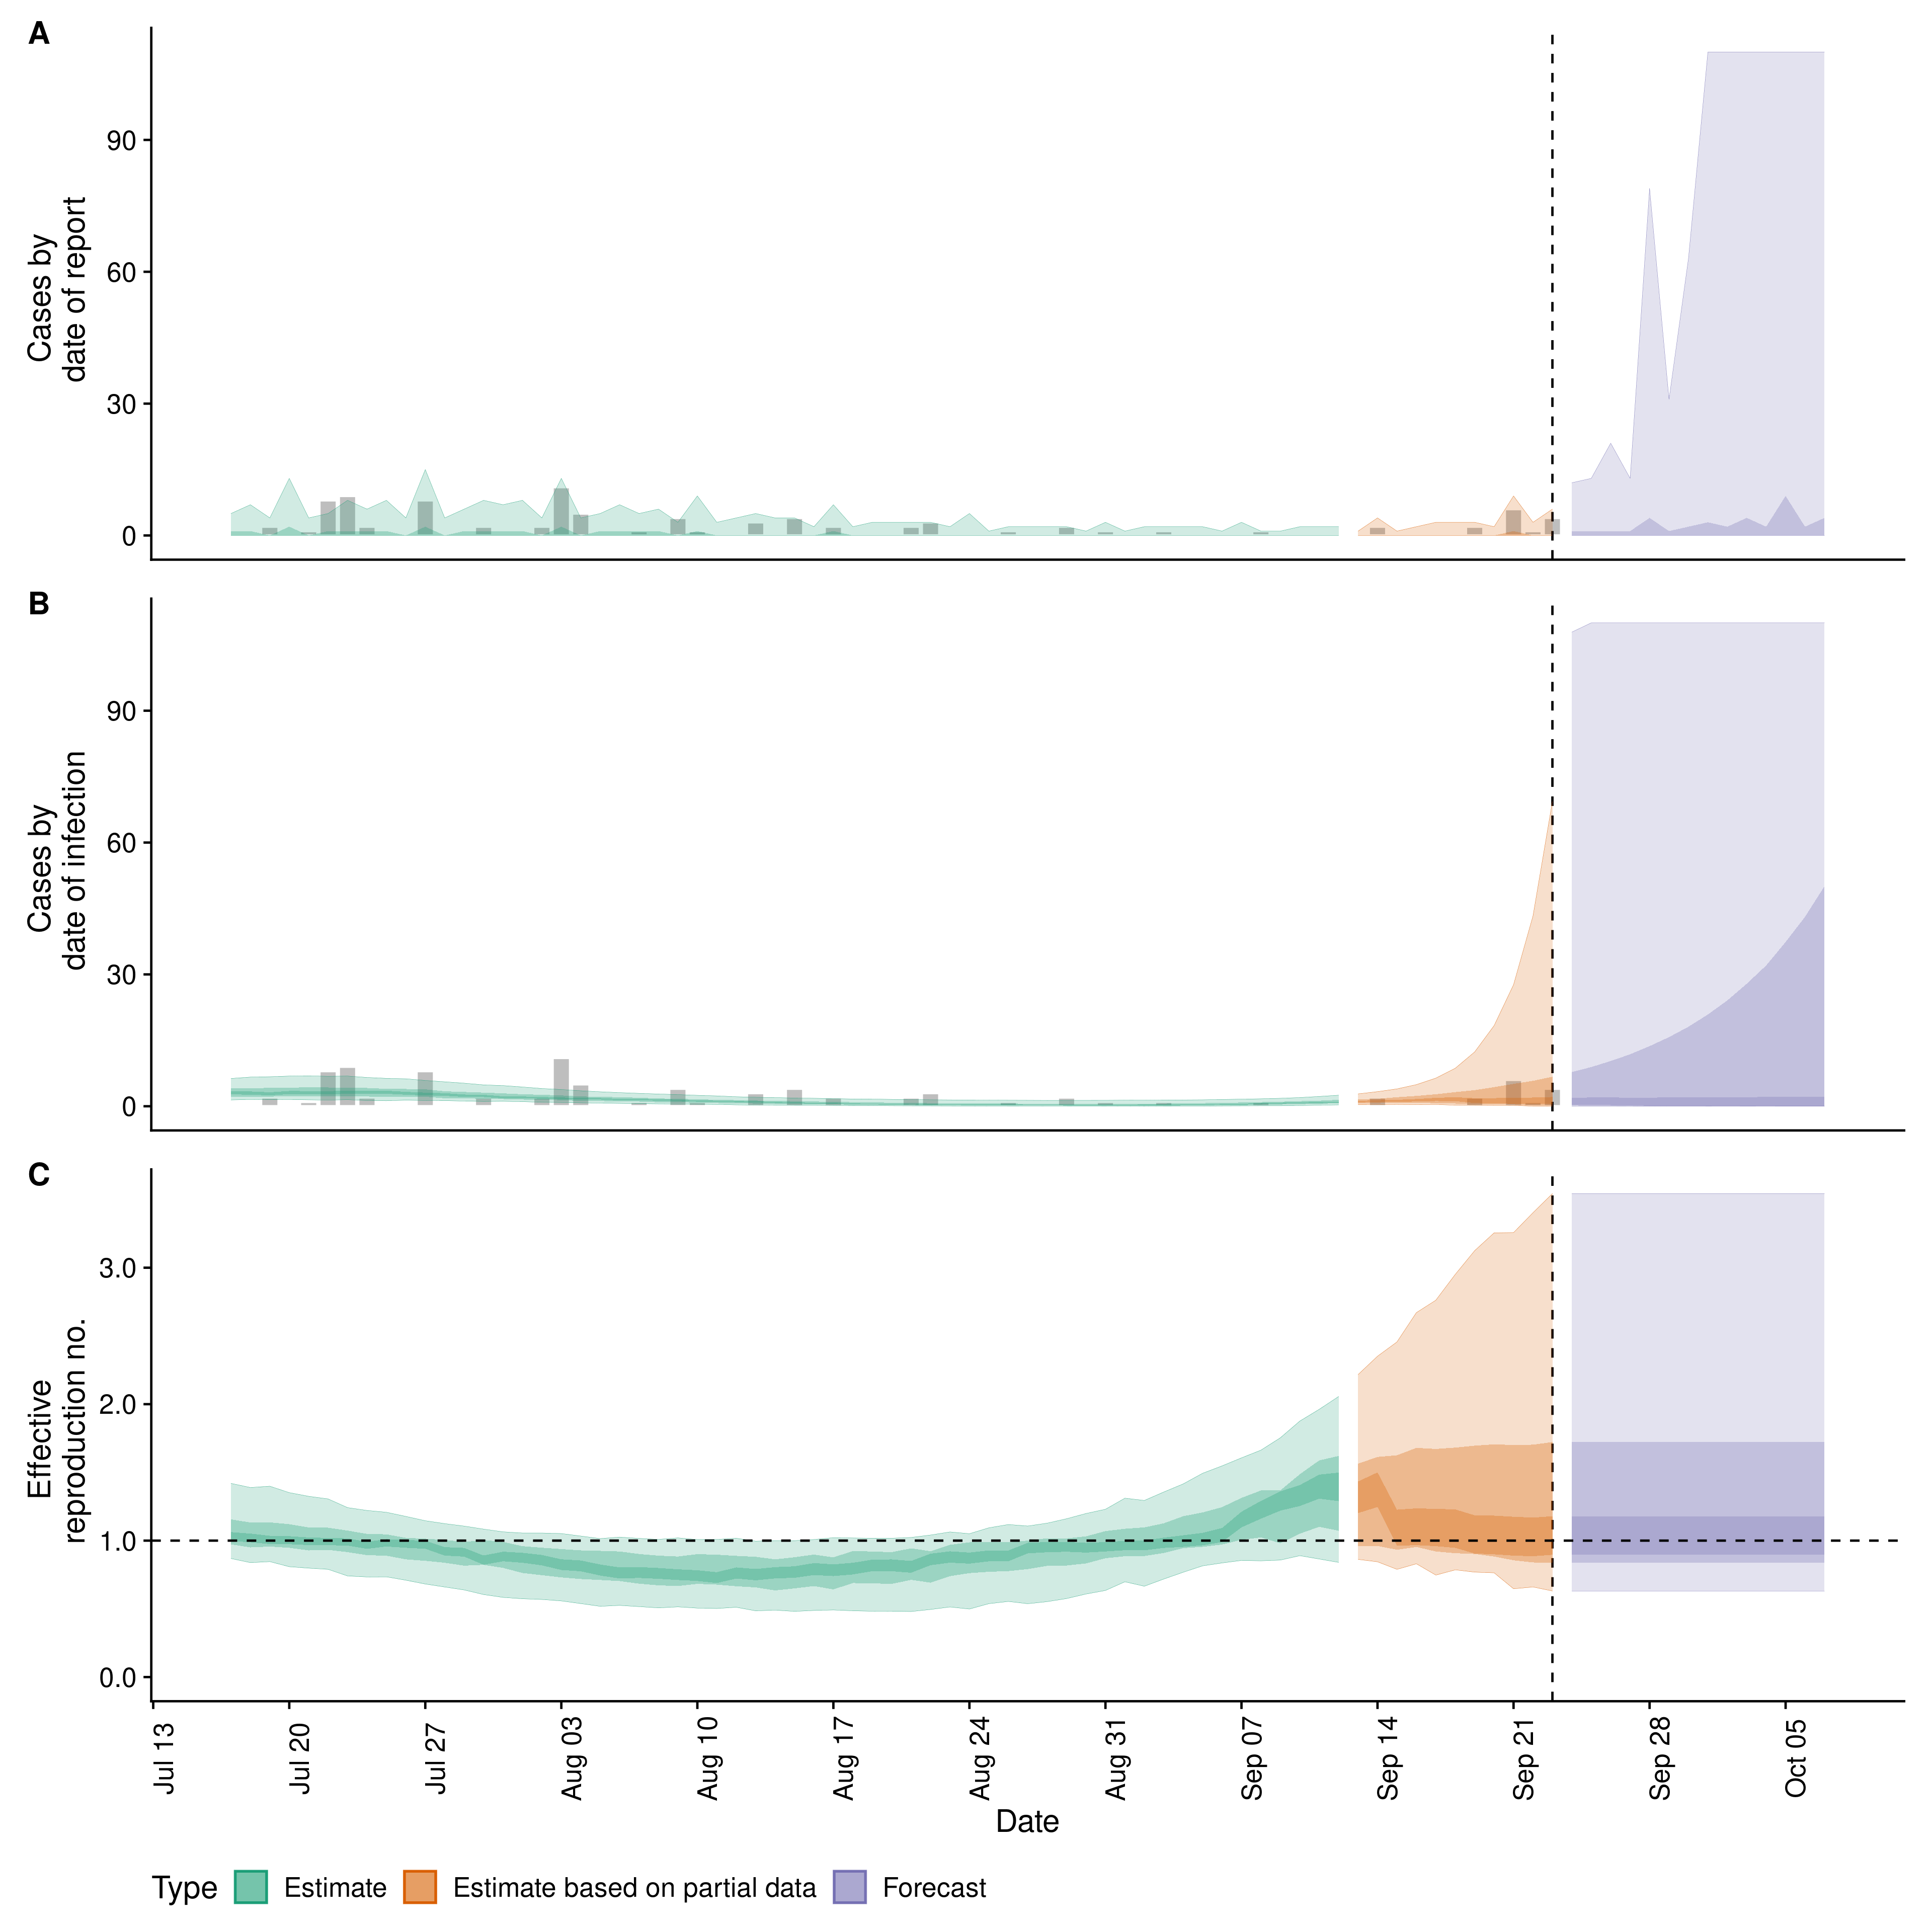 A
Cases by
date of report
90
60
30
0
B
Cases by
date of infection
90
60
30
0
C
Effective
reproduction no.
3.0
2.0
1.0
0.0
Jul 13
Jul 20
Jul 27
Aug 03
Aug 10
Aug 17
Aug 24
Aug 31
Sep 07
Sep 14
Sep 21
Sep 28
Oct 05
Date
Type Estimate Estimate based on partial data Forecast